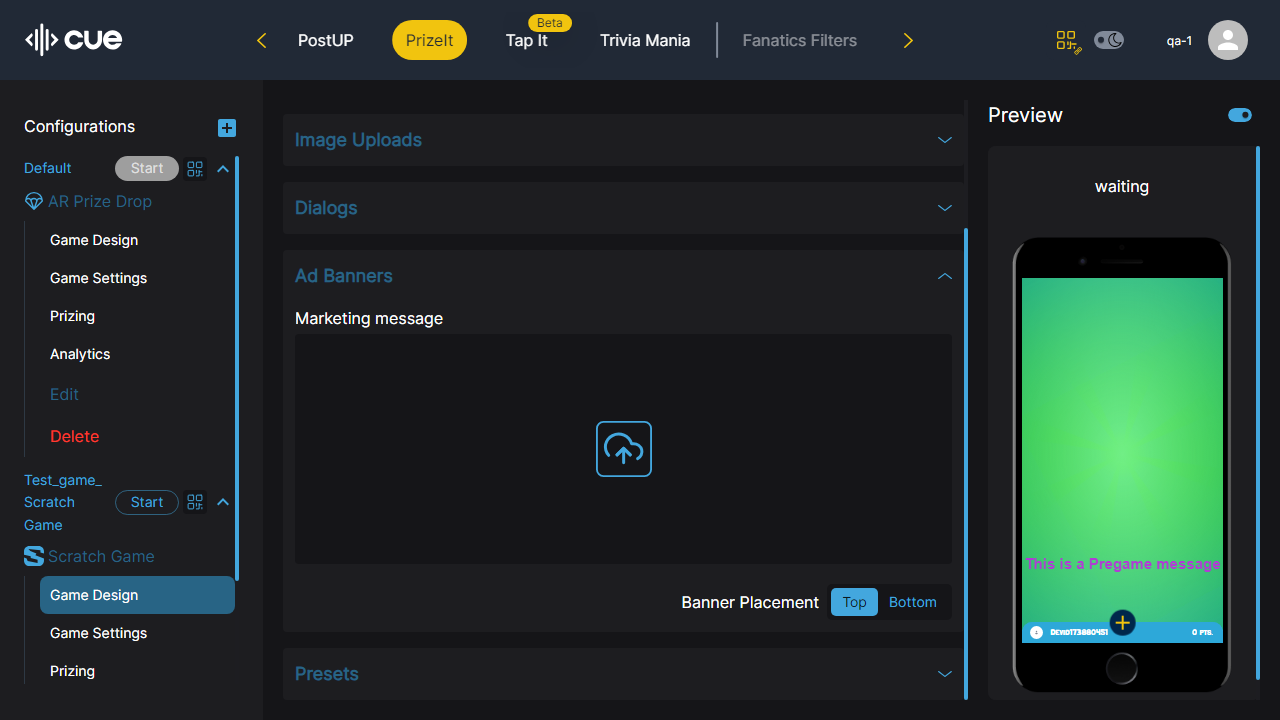 cue
PostUP
PrizeIt
Beta
Tap It
Trivia Mania
Fanatics Filters
qa-1
Configurations
Default
Start
AR Prize Drop
Game Design
Game Settings
Prizing
Analytics
Edit
Delete
Test_game_
Scratch
Game
Start
Scratch Game
Game Design
Game Settings
Prizing
Image Uploads
Dialogs
Ad Banners
Marketing message
Banner Placement
Top
Bottom
Presets
Preview
waiting
This is a Pregame message
0 PTS.